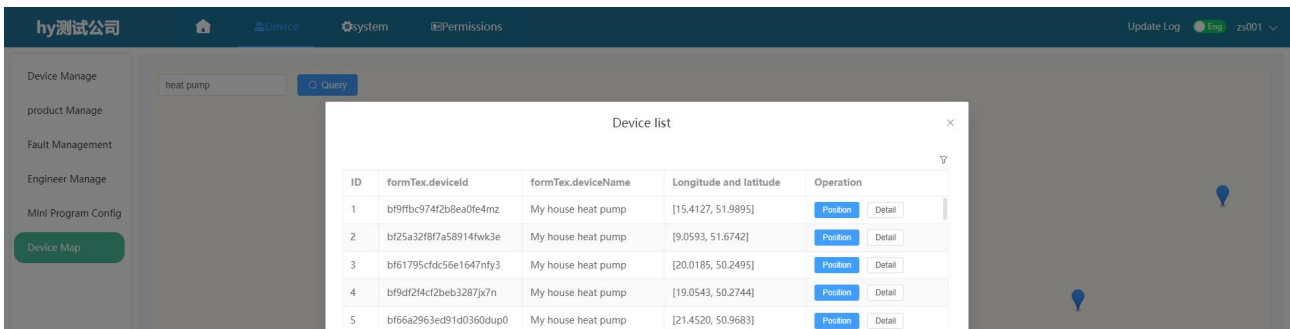 hy测试公司 Device system Permissions Update Log Eng zs001
Device Manage
product Manage
Fault Management
Engineer Manage
MIni Program Config
Device Map
heat pump Query
Device list
ID formTex.deviceId formTex.deviceName Longitude and latitude Operation
1 bf9ffbc974f2b8ea0fe4mz My house heat pump [15.4127, 51.9895] Position Detail
2 bf25a32f8f7a58914fwk3e My house heat pump [9.0593, 51.6742] Position Detail
3 bf61795cfdc56e1647nfy3 My house heat pump [20.0185, 50.2495] Position Detail
4 bf9df2f4cf2beb3287jx7n My house heat pump [19.0543, 50.2744] Position Detail
5 bf66a2963ed91d0360dup0 My house heat pump [21.4520, 50.9683] Position Detail